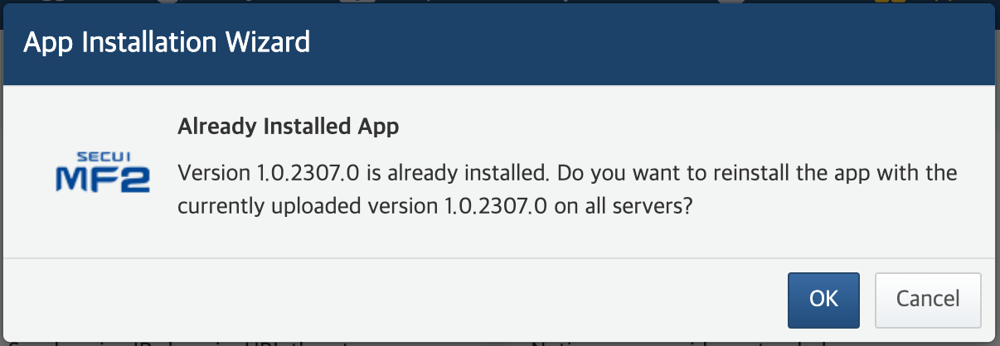 App Installation Wizard
Already Installed App
SECUI
MF2
Version 1.0.2307.0 is already installed. Do you want to reinstall the app with the
currently uploaded version 1.0.2307.0 on all servers?
OK
Cancel